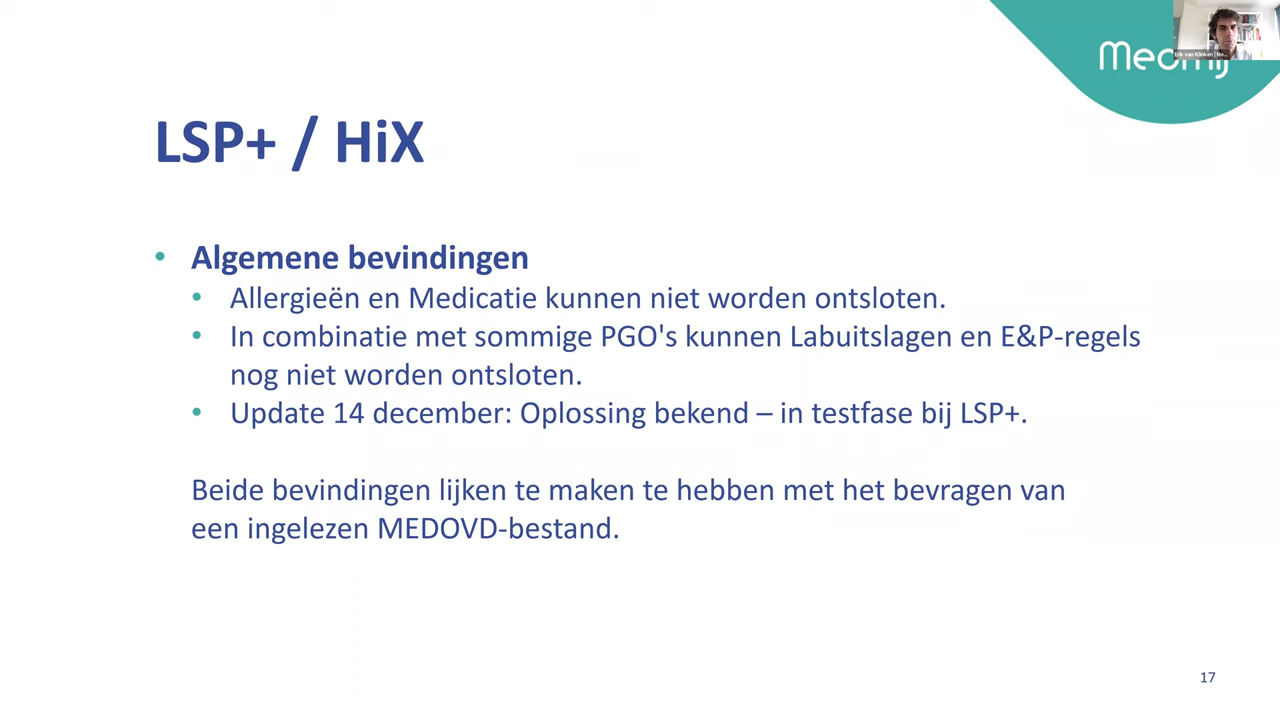 Medmij
LSP+ / HiX
• Algemene bevindingen
• Allergieën en Medicatie kunnen niet worden ontsloten.
• In combinatie met sommige PGO's kunnen Labuitslagen en E&P-regels
nog niet worden ontsloten.
• Update 14 december: Oplossing bekend – in testfase bij LSP+.
Beide bevindingen lijken te maken te hebben met het bevragen van
een ingelezen MEDOVD-bestand.
17